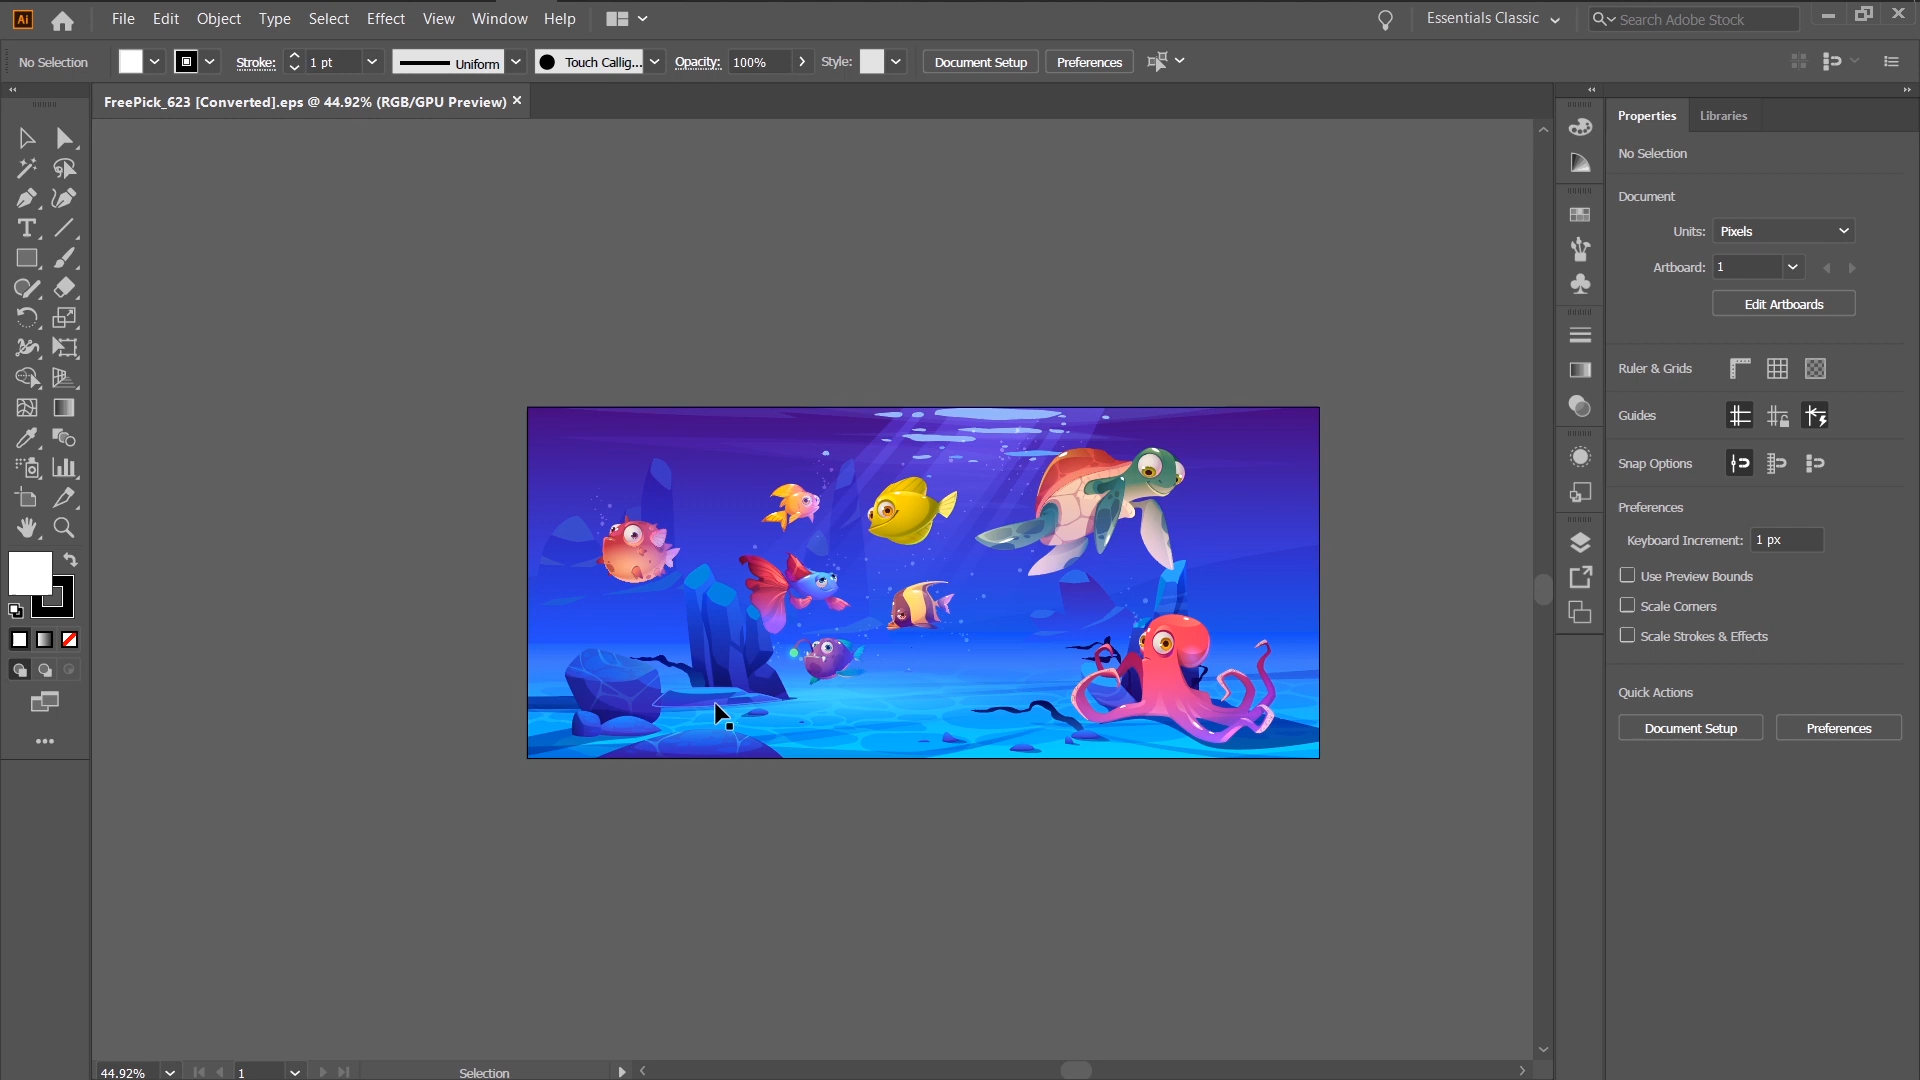 Ai File Edit Object Type Select Effect View Window Help Essentials Classic Search Adobe Stock
No Selection Stroke: 1 pt Uniform Touch Callig... Opacity: 100% Style: Document Setup Preferences
FreePick_623 [Converted].eps @ 44.92% (RGB/GPU Preview)
Properties Libraries
No Selection
Document
Units: Pixels
Artboard: 1
Edit Artboards
Ruler & Grids
Guides
Snap Options
Preferences
Keyboard Increment: 1 px
Use Preview Bounds
Scale Corners
Scale Strokes & Effects
Quick Actions
Document Setup Preferences
44.92% 1 Selection